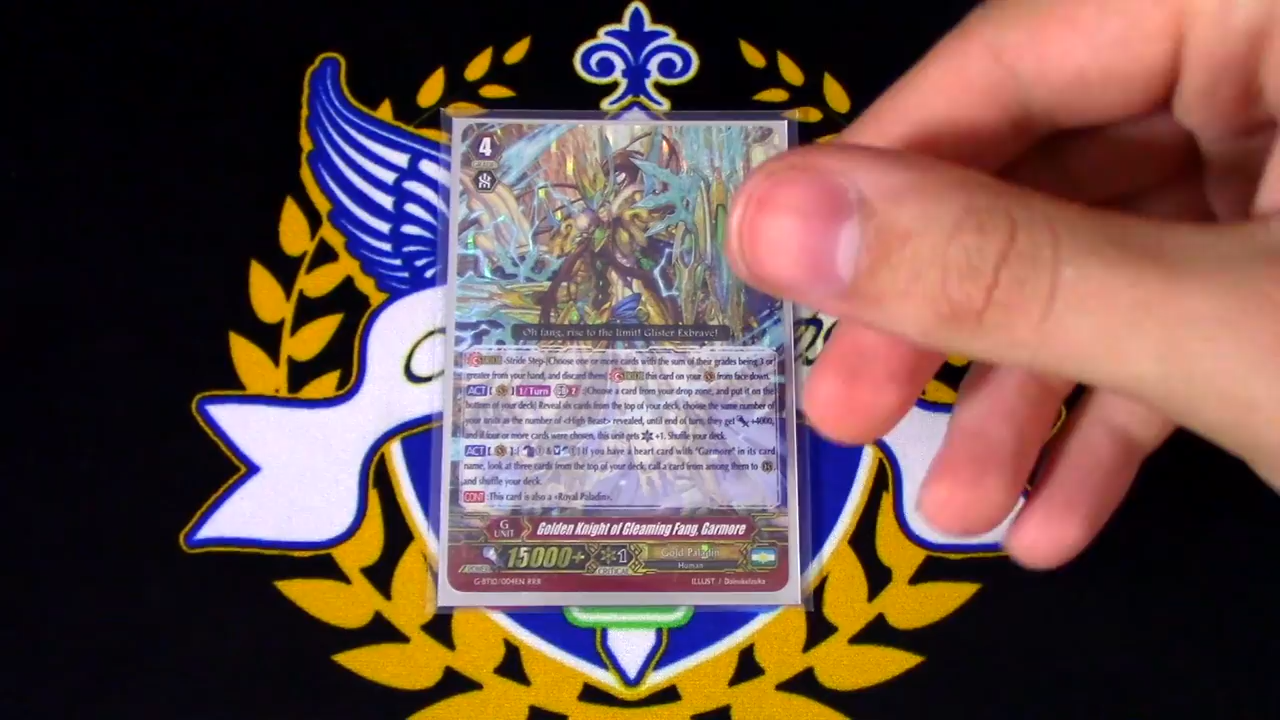 4
Oh fang, rise to the limit! Glister Exbrave!
-Stride Step-[Choose one or more cards with the sum of their grades being 3 or
greater from your hand, and discard them] this card on your from face down.
ACT 1/Turn 2 :[Choose a card from your drop zone, and put it on the
bottom of your deck] Reveal six cards from the top of your deck, choose the same number of
your units as the number of <High Beast> revealed, until end of turn, they get +4000,
and if four or more cards were chosen, this unit gets +1. Shuffle your deck.
ACT If you have a heart card with "Garmore" in its card
name, look at three cards from the top of your deck, call a card from among them to
and shuffle your deck.
CONT :This card is also a «Royal Paladin».
G UNIT Golden Knight of Gleaming Fang, Garmore
POWER 15000+ 1 CRITICAL Gold Paladin
Human
G-BT10/004EN RRR ILLUST / Daisukeizuka